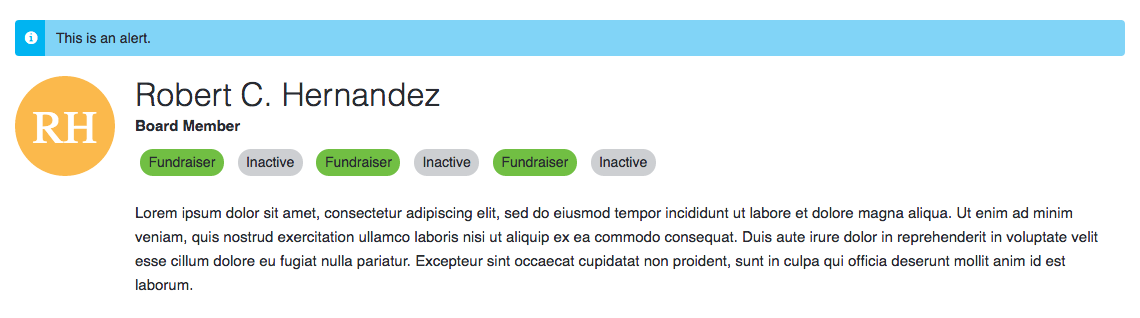 This is an alert.
RH
Robert C. Hernandez
Board Member
Fundraiser Inactive Fundraiser Inactive Fundraiser Inactive
Lorem ipsum dolor sit amet, consectetur adipiscing elit, sed do eiusmod tempor incididunt ut labore et dolore magna aliqua. Ut enim ad minim
veniam, quis nostrud exercitation ullamco laboris nisi ut aliquip ex ea commodo consequat. Duis aute irure dolor in reprehenderit in voluptate velit
esse cillum dolore eu fugiat nulla pariatur. Excepteur sint occaecat cupidatat non proident, sunt in culpa qui officia deserunt mollit anim id est
laborum.